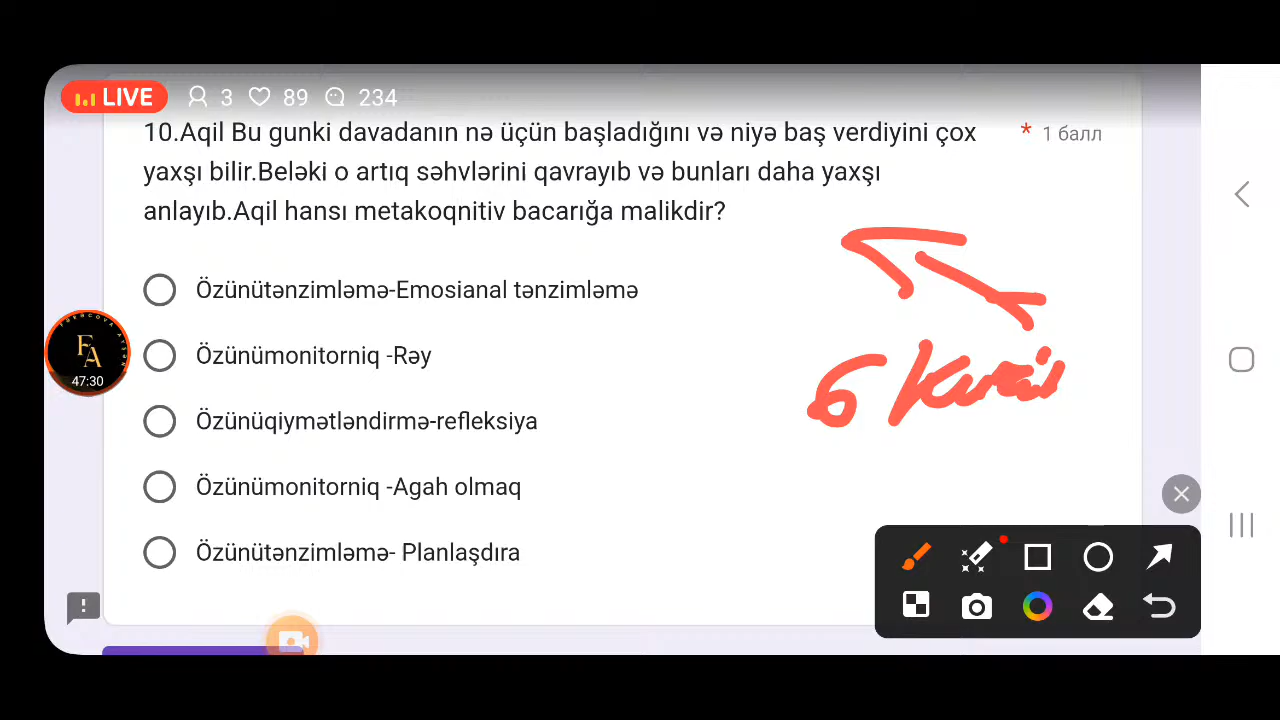 LIVE 3 89 234
10.Aqil Bu gunki davadanın nə üçün başladığını və niyə baş verdiyini çox
* 1 балл
yaxşı bilir.Beləki o artıq səhvlərini qavrayıb və bunları daha yaxşı
anlayıb.Aqil hansı metakoqnitiv bacarığa malikdir?
Özünütənzimləmə-Emosianal tənzimləmə
Özünümonitorniq -Rəy
Özünüqiymətləndirmə-refleksiya
Özünümonitorniq -Agah olmaq
Özünütənzimləmə- Planlaşdıra
FA
47:30
6